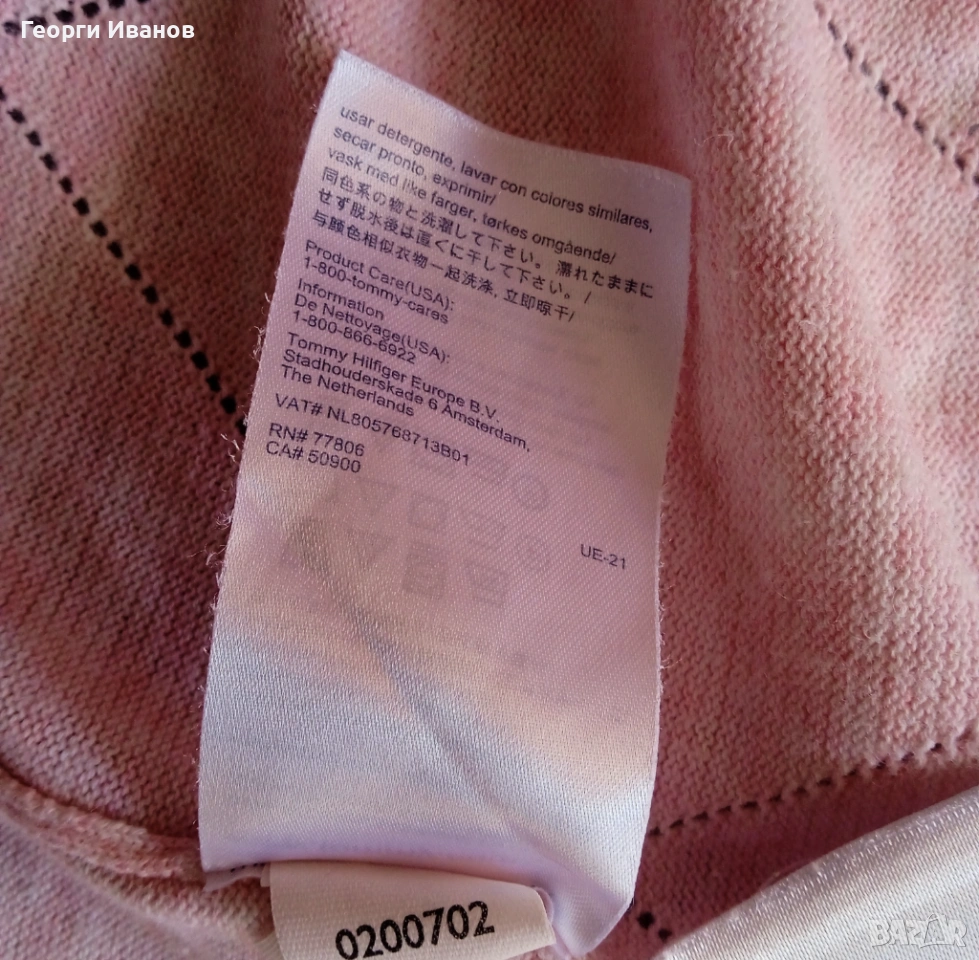 Георги Иванов
usar detergente, lavar con colores similares,
secar pronto, exprimir/
vask med like farger, tørkes omgående/
同色系の物と洗濯して下さい。濡れたままに
せず脱水後は直ぐに干して下さい。/
与颜色相似衣物一起洗涤, 立即晾干/
Product Care(USA):
1-800-tommy-cares
Information
De Nettoyage(USA):
1-800-866-6922
Tommy Hilfiger Europe B.V.
Stadhouderskade 6 Amsterdam,
The Netherlands
VAT# NL805768713B01
RN# 77806
CA# 50900
UE-21
0200702
BAZAR